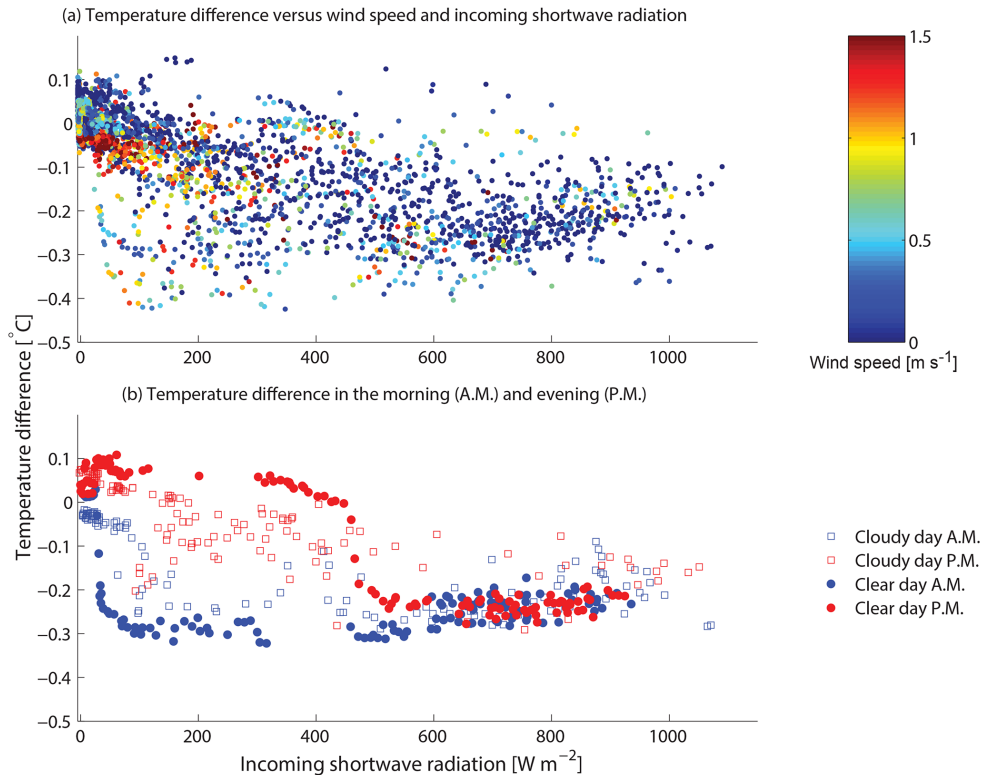 (a) Temperature difference versus wind speed and incoming shortwave radiation
0.1
0
−0.1
−0.2
−0.3
−0.4
−0.5
0 200 400 600 800 1000
1.5
1
0.5
0
Wind speed [m s-1]
Temperature difference [°C]
(b) Temperature difference in the morning (A.M.) and evening (P.M.)
0.1
0
−0.1
−0.2
−0.3
−0.4
−0.5
0 200 400 600 800 1000
Incoming shortwave radiation [W m−2]
Cloudy day A.M.
Cloudy day P.M.
Clear day A.M.
Clear day P.M.